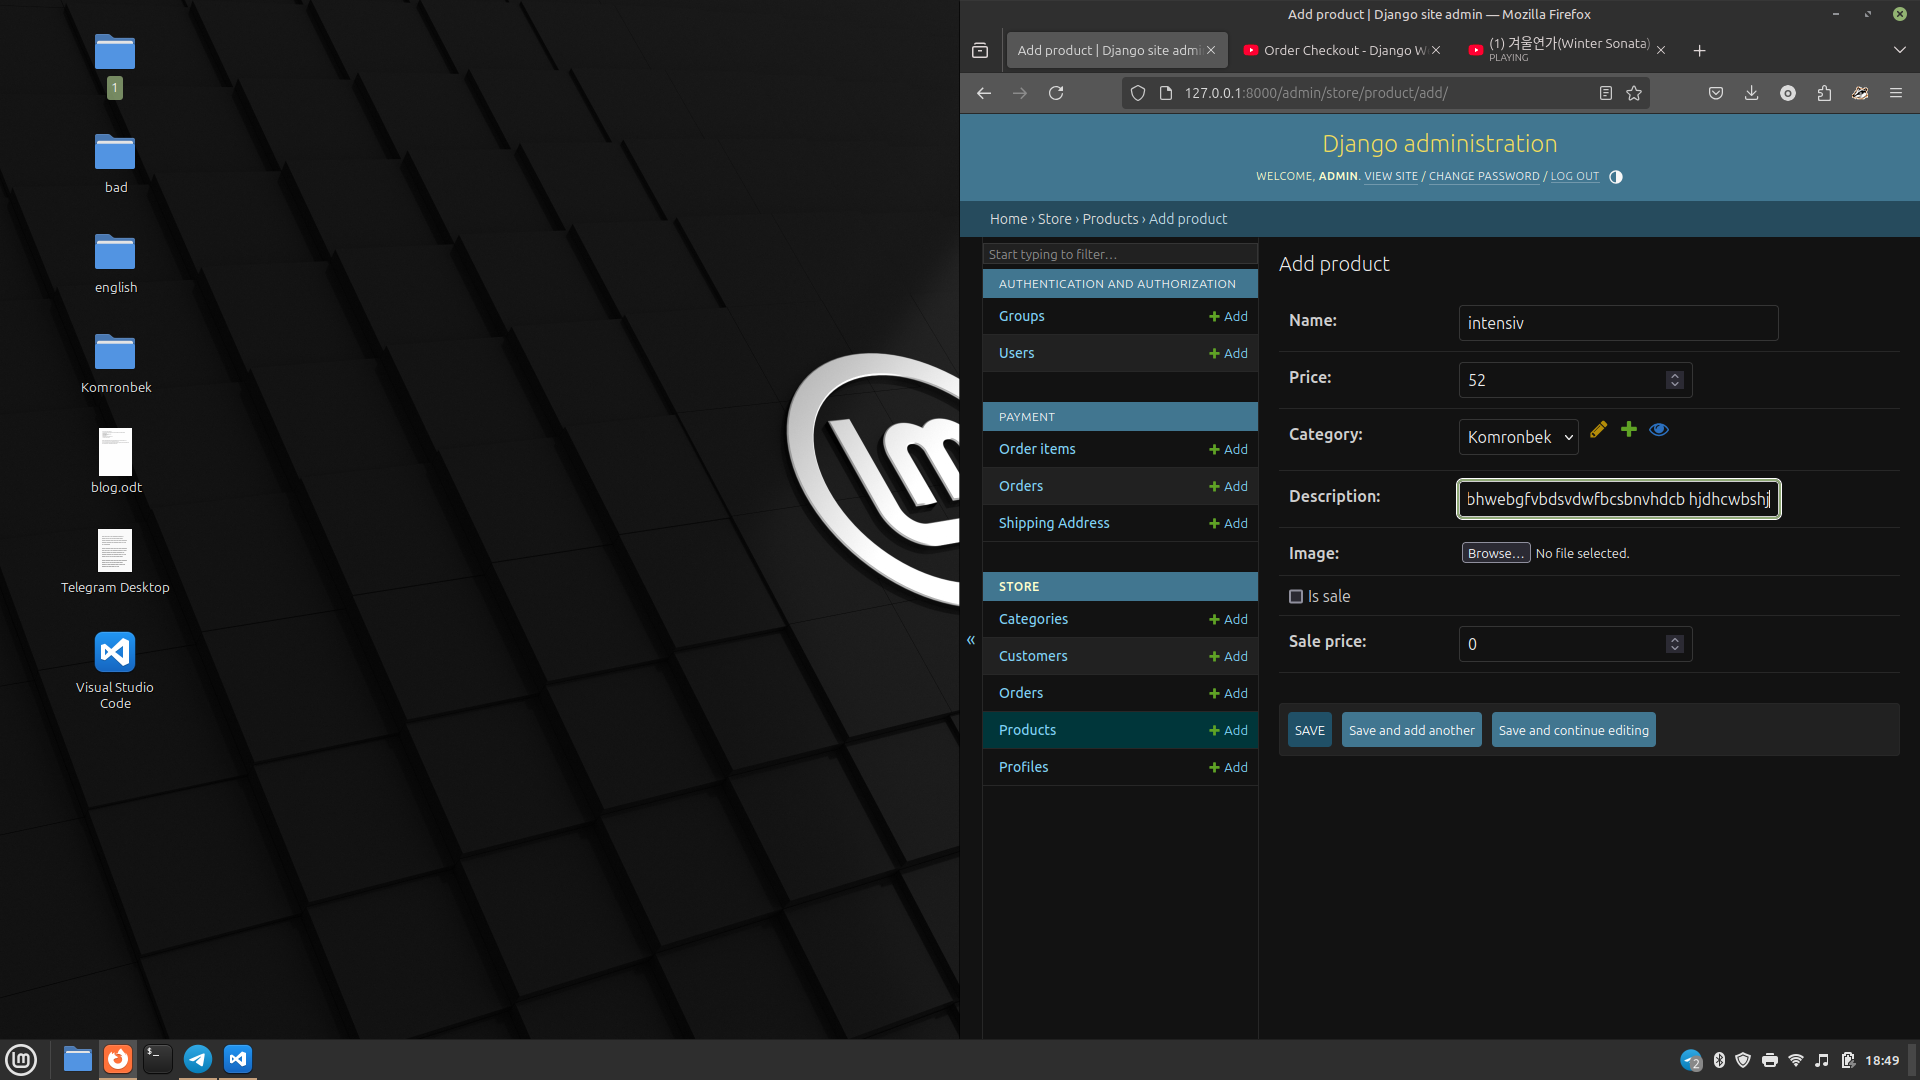 1
bad
english
Komronbek
blog.odt
Telegram Desktop
Visual Studio
Code
Add product | Django site admin — Mozilla Firefox
Add product | Django site admi
Order Checkout - Django W
(1) 겨울연가(Winter Sonata)
PLAYING
127.0.0.1:8000/admin/store/product/add/
Django administration
WELCOME, ADMIN. VIEW SITE / CHANGE PASSWORD / LOG OUT
Home › Store › Products › Add product
Start typing to filter…
AUTHENTICATION AND AUTHORIZATION
Groups + Add
Users + Add
PAYMENT
Order items + Add
Orders + Add
Shipping Address + Add
STORE
Categories + Add
Customers + Add
Orders + Add
Products + Add
Profiles + Add
«
Add product
Name: intensiv
Price: 52
Category: Komronbek
Description: bhwebgfvbdsvdwfbcsbnvhdcb hjdhcwbshj
Image: Browse… No file selected.
Is sale
Sale price: 0
SAVE
Save and add another
Save and continue editing
2
18:49